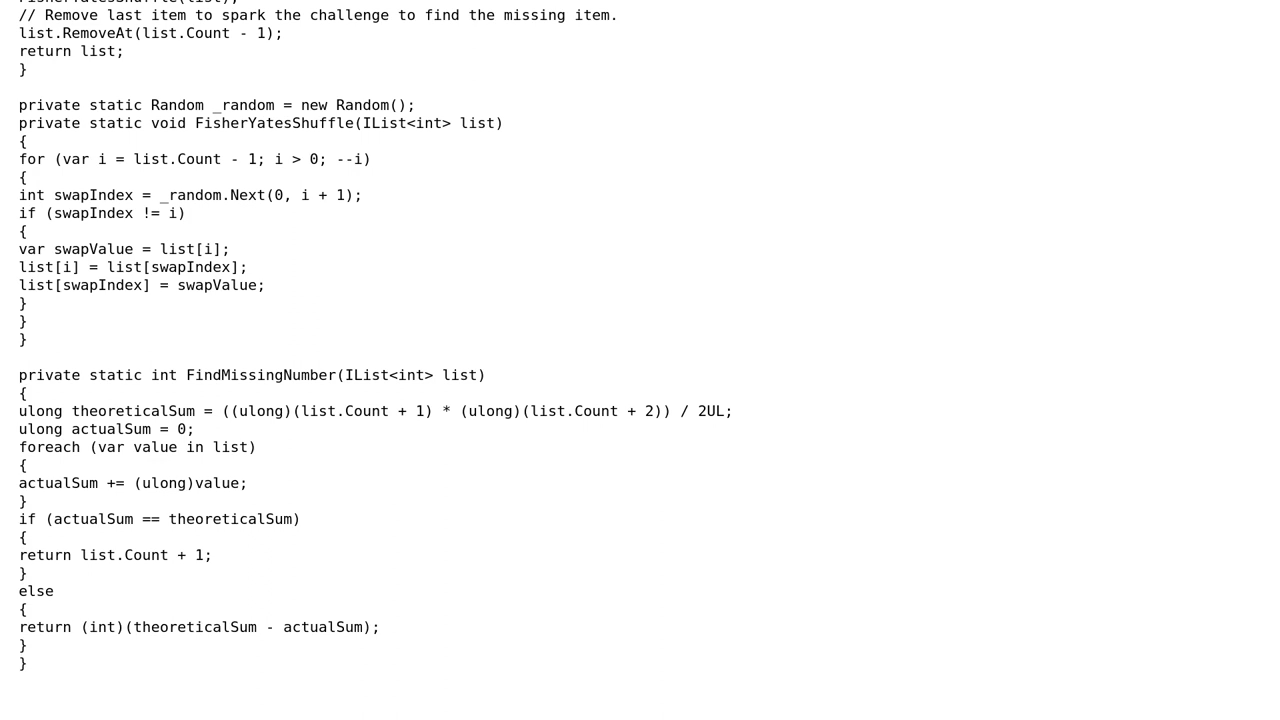 FisherYatesShuffle(list);
// Remove last item to spark the challenge to find the missing item.
list.RemoveAt(list.Count - 1);
return list;
}
private static Random _random = new Random();
private static void FisherYatesShuffle(IList<int> list)
{
for (var i = list.Count - 1; i > 0; --i)
{
int swapIndex = _random.Next(0, i + 1);
if (swapIndex != i)
{
var swapValue = list[i];
list[i] = list[swapIndex];
list[swapIndex] = swapValue;
}
}
}
private static int FindMissingNumber(IList<int> list)
{
ulong theoreticalSum = ((ulong)(list.Count + 1) * (ulong)(list.Count + 2)) / 2UL;
ulong actualSum = 0;
foreach (var value in list)
{
actualSum += (ulong)value;
}
if (actualSum == theoreticalSum)
{
return list.Count + 1;
}
else
{
return (int)(theoreticalSum - actualSum);
}
}